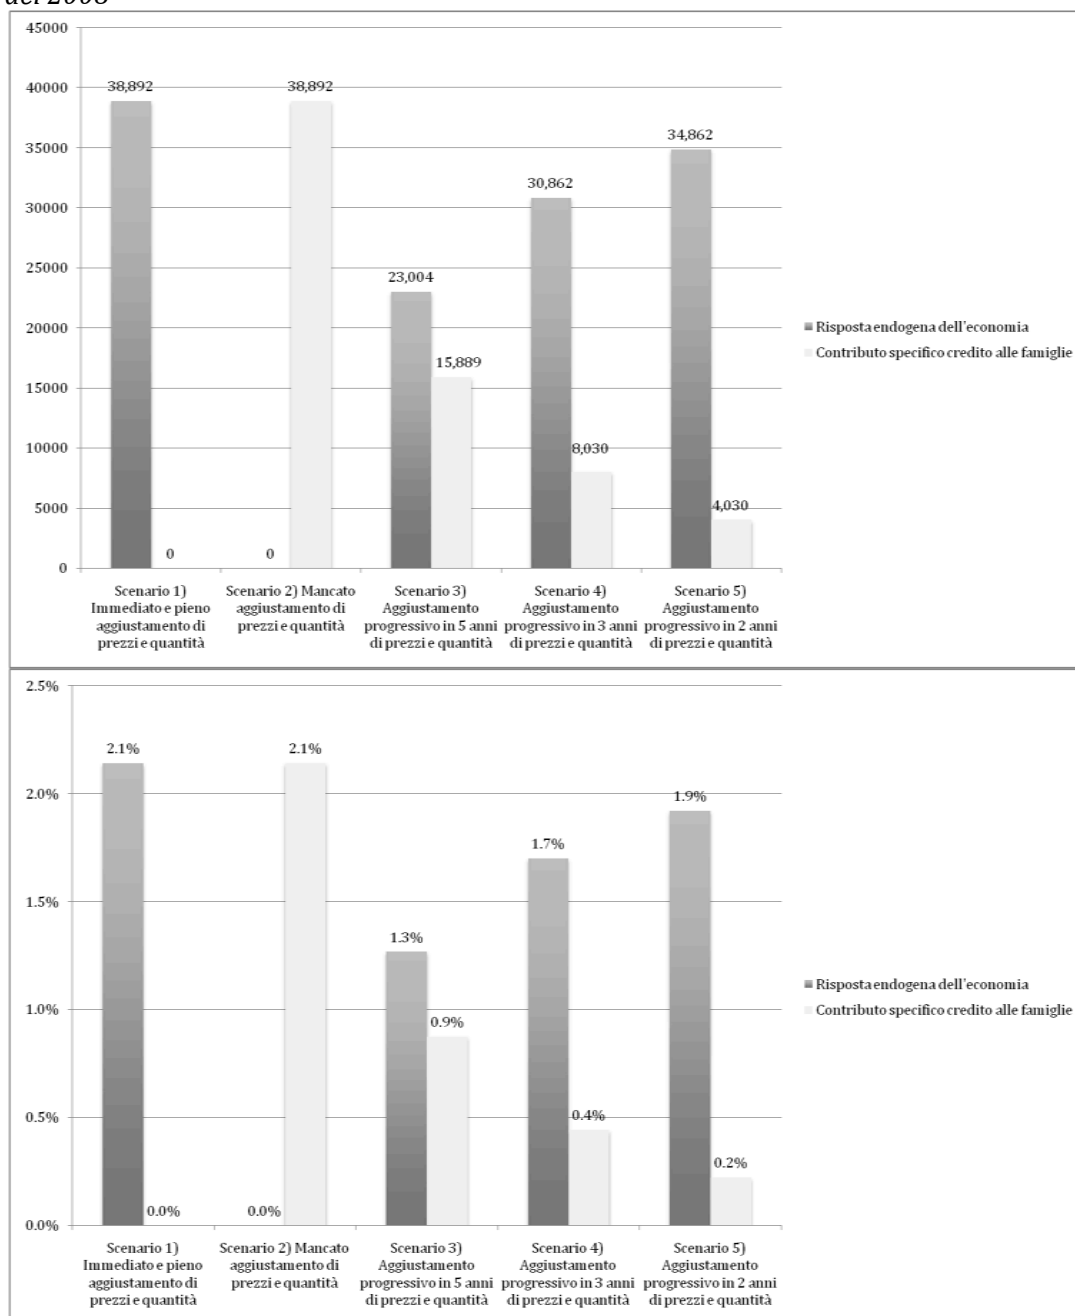 del 2008
45000
40000
35000
30000
25000
20000
15000
10000
5000
0
38,892
0
0
38,892
23,004
15,889
30,862
8,030
34,862
4,030
Scenario 1)
Immediato e pieno
aggiustamento di
prezzi e quantità
Scenario 2) Mancato
aggiustamento di
prezzi e quantità
Scenario 3)
Aggiustamento
progressivo in 5 anni
di prezzi e quantità
Scenario 4)
Aggiustamento
progressivo in 3 anni
di prezzi e quantità
Scenario 5)
Aggiustamento
progressivo in 2 anni
di prezzi e quantità
Risposta endogena dell'economia
Contributo specifico credito alle famiglie
2.5%
2.0%
1.5%
1.0%
0.5%
0.0%
2.1%
0.0%
0.0%
2.1%
1.3%
0.9%
1.7%
0.4%
1.9%
0.2%
Scenario 1)
Immediato e pieno
aggiustamento di
prezzi e quantità
Scenario 2) Mancato
aggiustamento di
prezzi e quantità
Scenario 3)
Aggiustamento
progressivo in 5 anni
di prezzi e quantità
Scenario 4)
Aggiustamento
progressivo in 3 anni
di prezzi e quantità
Scenario 5)
Aggiustamento
progressivo in 2 anni
di prezzi e quantità
Risposta endogena dell'economia
Contributo specifico credito alle famiglie